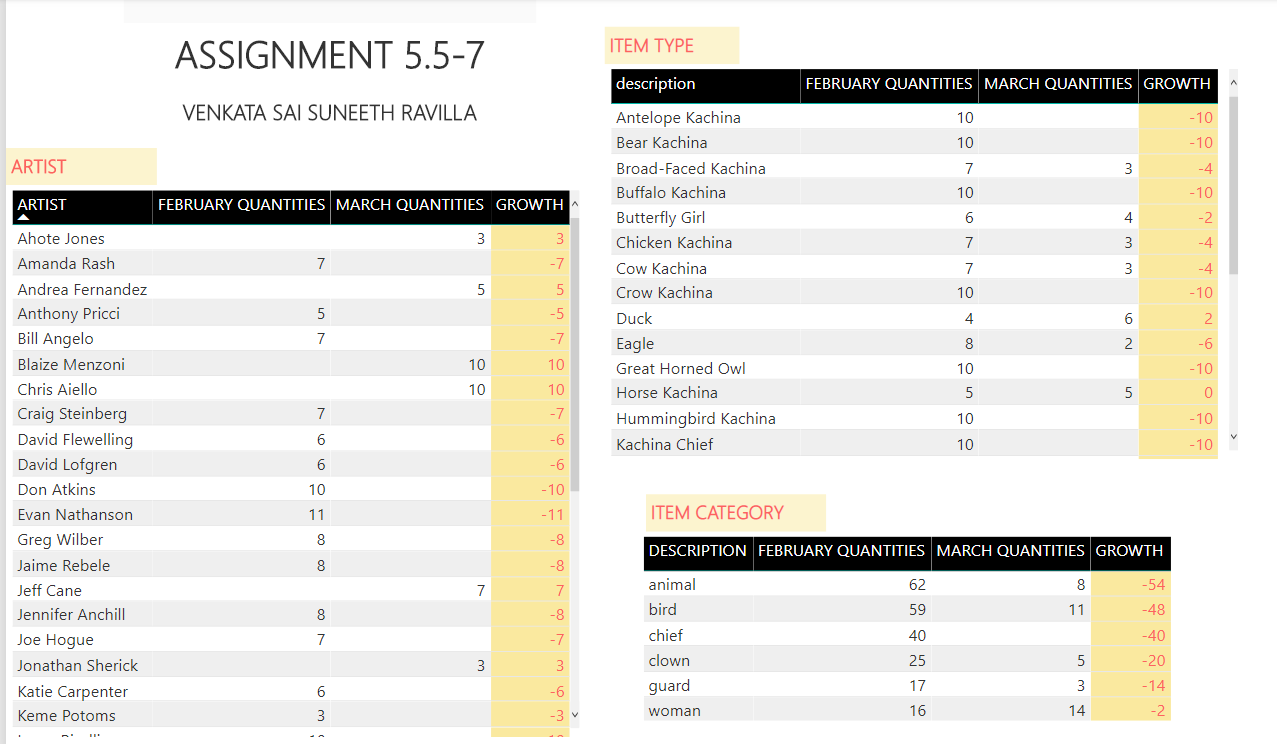 ASSIGNMENT 5.5-7
VENKATA SAI SUNEETH RAVILLA
ARTIST
ARTIST FEBRUARY QUANTITIES MARCH QUANTITIES GROWTH
Ahote Jones 3 3
Amanda Rash 7 -7
Andrea Fernandez 5 5
Anthony Pricci 5 -5
Bill Angelo 7 -7
Blaize Menzoni 10 10
Chris Aiello 10 10
Craig Steinberg 7 -7
David Flewelling 6 -6
David Lofgren 6 -6
Don Atkins 10 -10
Evan Nathanson 11 -11
Greg Wilber 8 -8
Jaime Rebele 8 -8
Jeff Cane 7 7
Jennifer Anchill 8 -8
Joe Hogue 7 -7
Jonathan Sherick 3 3
Katie Carpenter 6 -6
Keme Potoms 3 -3
ITEM TYPE
description FEBRUARY QUANTITIES MARCH QUANTITIES GROWTH
Antelope Kachina 10 -10
Bear Kachina 10 -10
Broad-Faced Kachina 7 3 -4
Buffalo Kachina 10 -10
Butterfly Girl 6 4 -2
Chicken Kachina 7 3 -4
Cow Kachina 7 3 -4
Crow Kachina 10 -10
Duck 4 6 2
Eagle 8 2 -6
Great Horned Owl 10 -10
Horse Kachina 5 5 0
Hummingbird Kachina 10 -10
Kachina Chief 10 -10
ITEM CATEGORY
DESCRIPTION FEBRUARY QUANTITIES MARCH QUANTITIES GROWTH
animal 62 8 -54
bird 59 11 -48
chief 40 -40
clown 25 5 -20
guard 17 3 -14
woman 16 14 -2